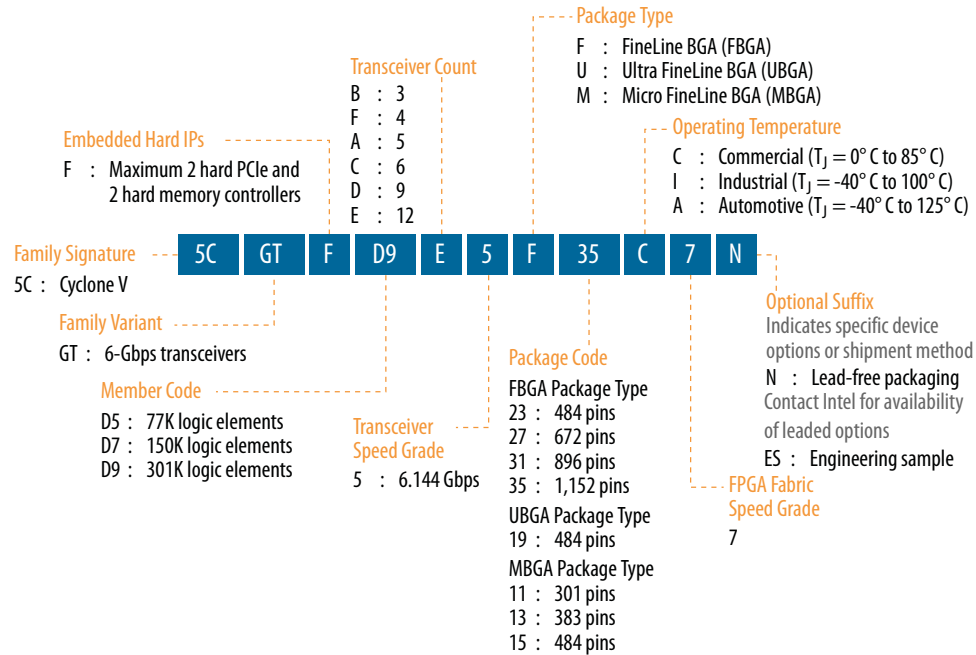 Package Type
F : FineLine BGA (FBGA)
U : Ultra FineLine BGA (UBGA)
M : Micro FineLine BGA (MBGA)
Transceiver Count
B : 3
F : 4
A : 5
C : 6
D : 9
E : 12
Operating Temperature
C : Commercial (TJ = 0° C to 85° C)
I : Industrial (TJ = -40° C to 100° C)
A : Automotive (TJ = -40° C to 125° C)
Embedded Hard IPs
F : Maximum 2 hard PCIe and
2 hard memory controllers
Family Signature
5C : Cyclone V
5C GT F D9 E 5 F 35 C 7 N
Family Variant
GT : 6-Gbps transceivers
Member Code
D5 : 77K logic elements
D7 : 150K logic elements
D9 : 301K logic elements
Transceiver
Speed Grade
5 : 6.144 Gbps
Package Code
FBGA Package Type
23 : 484 pins
27 : 672 pins
31 : 896 pins
35 : 1,152 pins
UBGA Package Type
19 : 484 pins
MBGA Package Type
11 : 301 pins
13 : 383 pins
15 : 484 pins
Optional Suffix
Indicates specific device
options or shipment method
N : Lead-free packaging
Contact Intel for availability
of leaded options
ES : Engineering sample
FPGA Fabric
Speed Grade
7